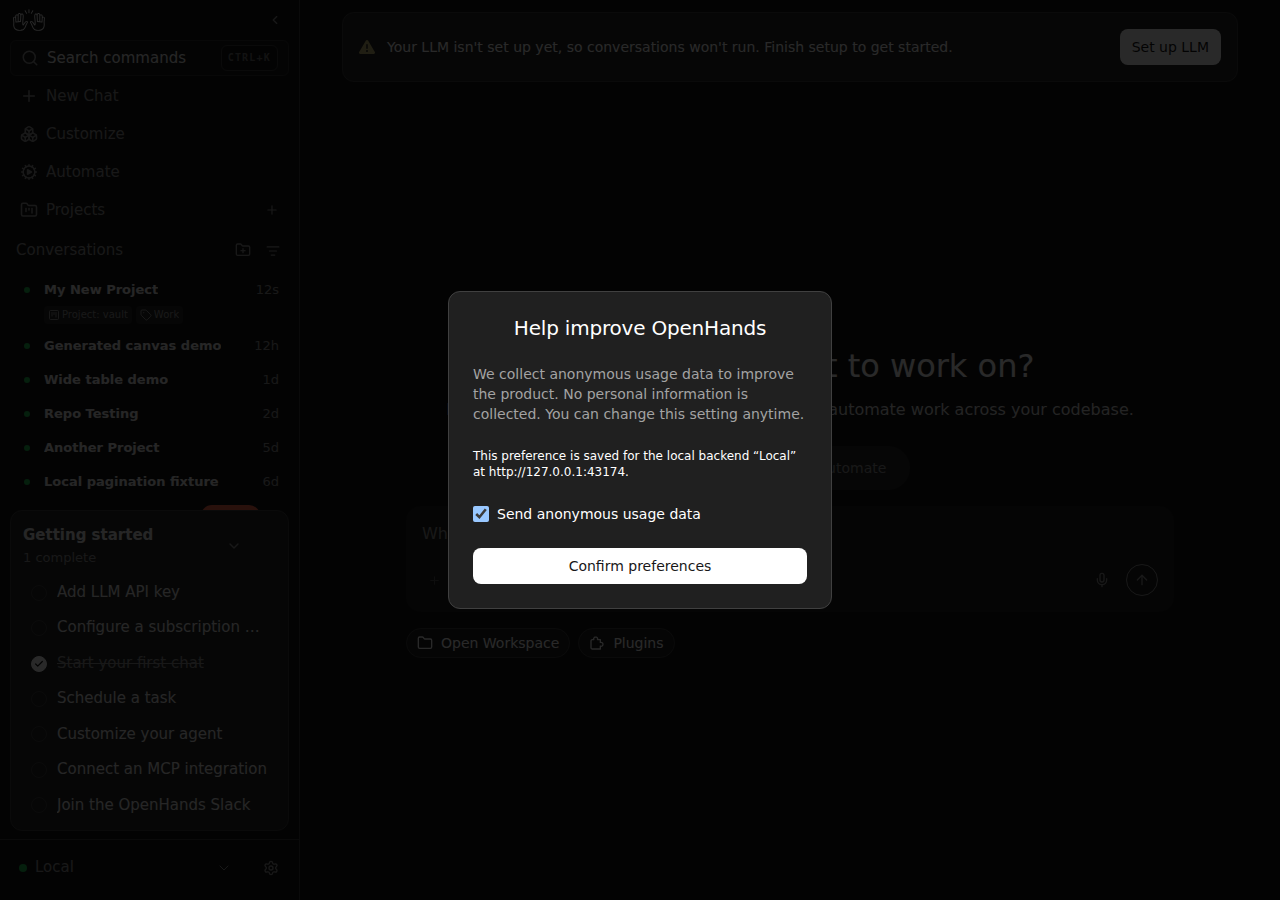 Search commands CTRL+K
New Chat
Customize
Automate
Projects
Conversations
My New Project 12s
Project: vault Work
Generated canvas demo 12h
Wide table demo 1d
Repo Testing 2d
Another Project 5d
Local pagination fixture 6d
Getting started
1 complete
Add LLM API key
Configure a subscription ...
Start your first chat
Schedule a task
Customize your agent
Connect an MCP integration
Join the OpenHands Slack
Local
Your LLM isn't set up yet, so conversations won't run. Finish setup to get started.
Set up LLM
to work on?
automate work across your codebase.
Help improve OpenHands
We collect anonymous usage data to improve
the product. No personal information is
collected. You can change this setting anytime.
This preference is saved for the local backend “Local”
at http://127.0.0.1:43174.
Send anonymous usage data
Confirm preferences
Open Workspace
Plugins